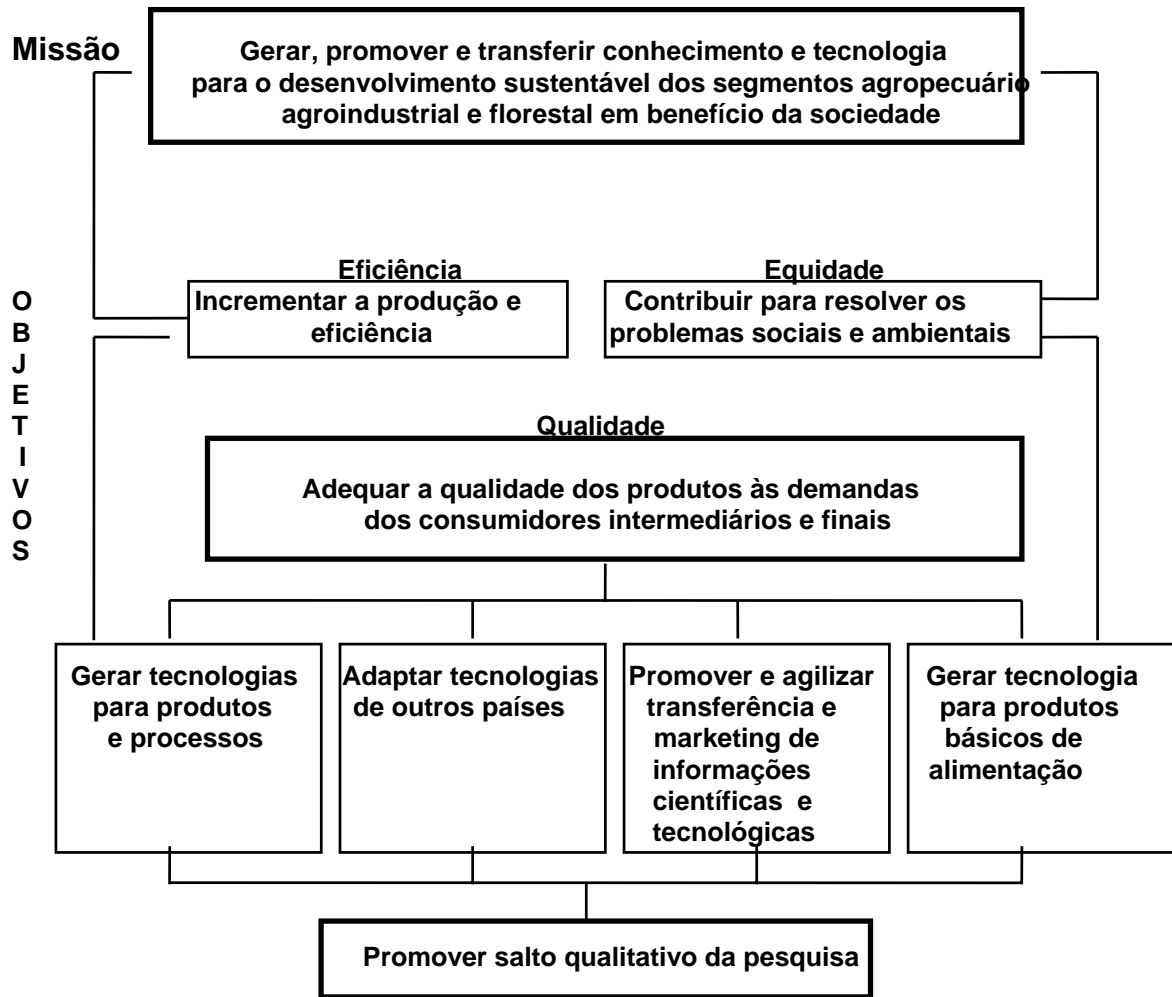 Missão
Gerar, promover e transferir conhecimento e tecnologia
para o desenvolvimento sustentável dos segmentos agropecuário
agroindustrial e florestal em benefício da sociedade
OBJETIVOS
Eficiência
Incrementar a produção e
eficiência
Equidade
Contribuir para resolver os
problemas sociais e ambientais
Qualidade
Adequar a qualidade dos produtos às demandas
dos consumidores intermediários e finais
Gerar tecnologias
para produtos
e processos
Adaptar tecnologias
de outros países
Promover e agilizar
transferência e
marketing de
informações
científicas e
tecnológicas
Gerar tecnologia
para produtos
básicos de
alimentação
Promover salto qualitativo da pesquisa